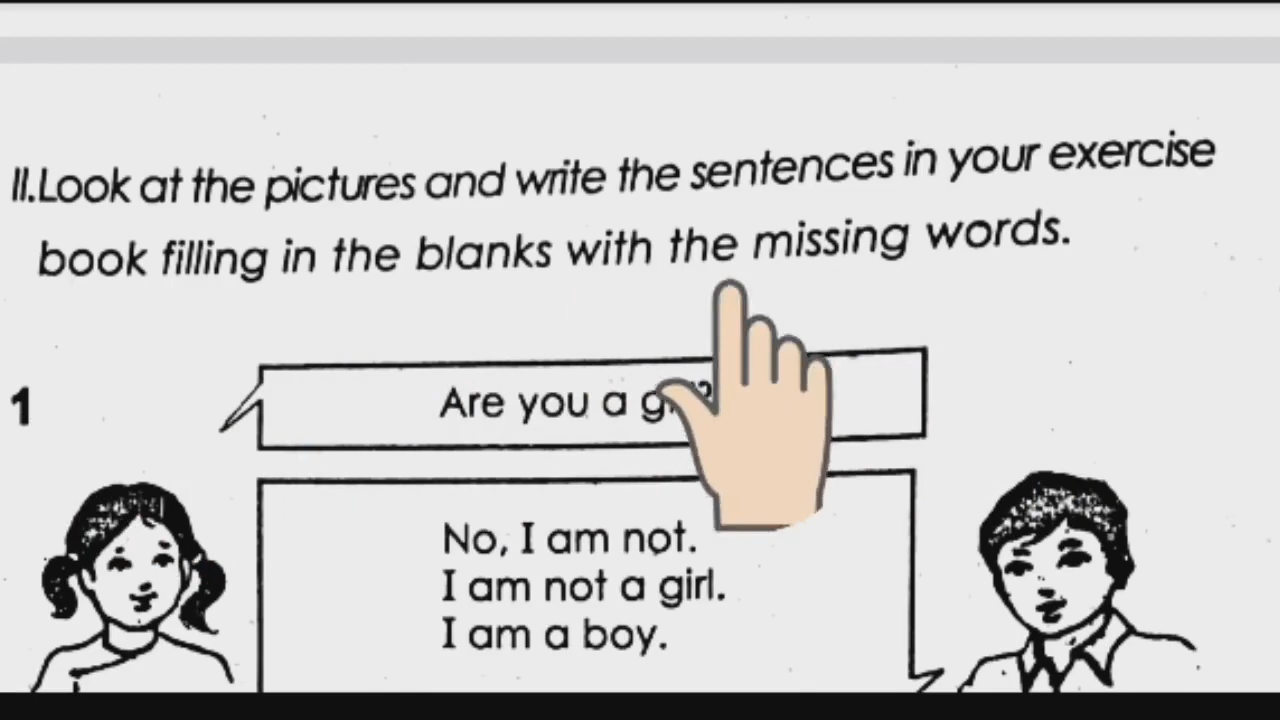 II.Look at the pictures and write the sentences in your exercise
book filling in the blanks with the missing words.
1
Are you a
No, I am not.
I am not a girl.
I am a boy.